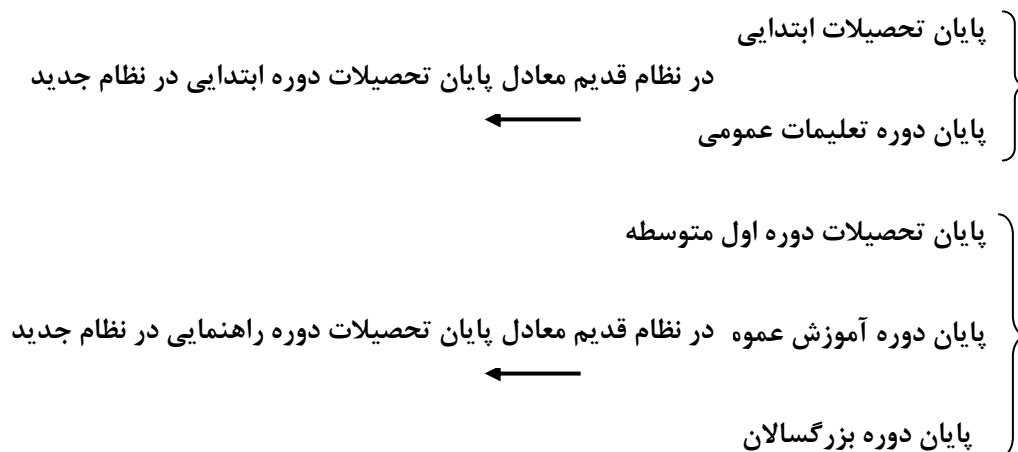 پایان تحصیلات ابتدایی
در نظام قدیم معادل پایان تحصیلات دوره ابتدایی در نظام جدید
پایان دوره تعلیمات عمومی
پایان تحصیلات دوره اول متوسطه
پایان دوره آموزش عموم در نظام قدیم معادل پایان تحصیلات دوره راهنمایی در نظام جدید
پایان دوره بزرگسالان